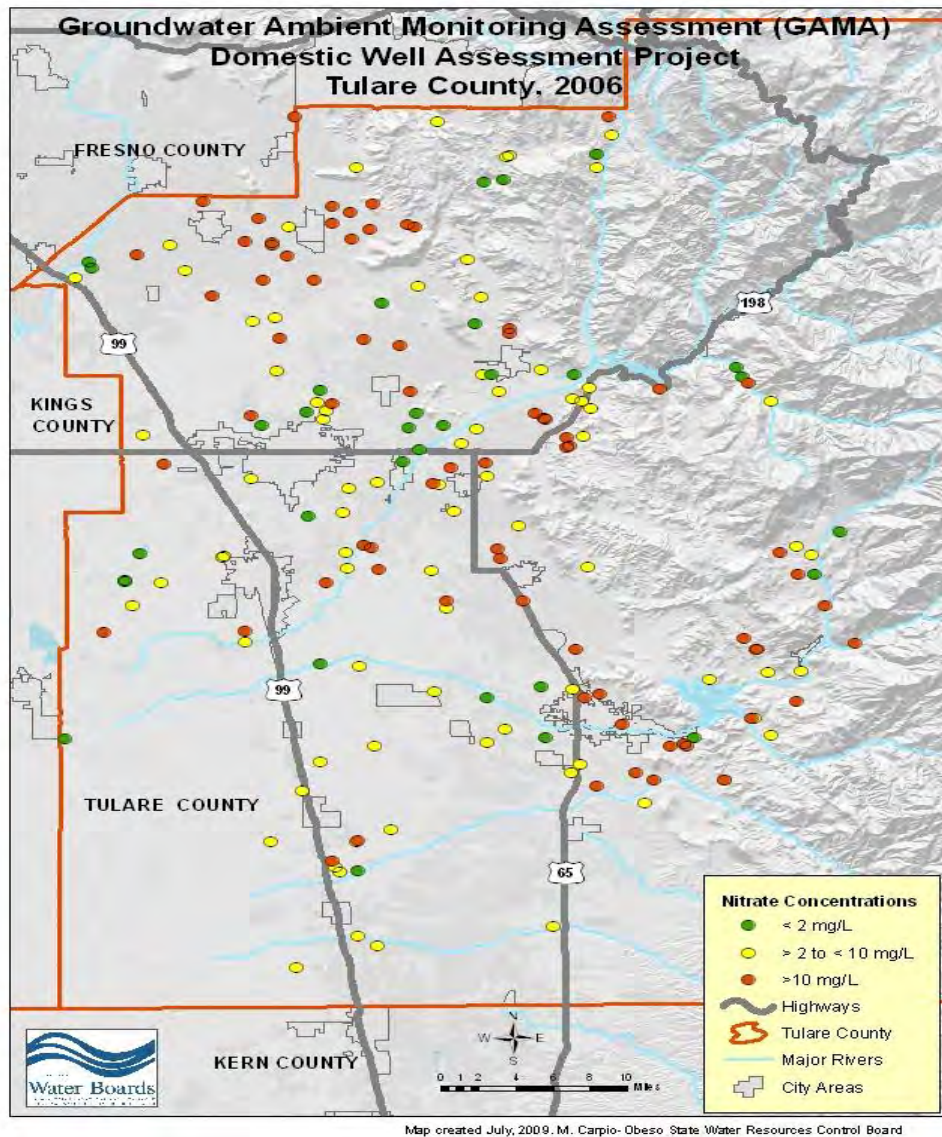 Groundwater Ambient Monitoring Assessment (GAMA)
Domestic Well Assessment Project
Tulare County, 2006
FRESNO COUNTY
198
99
KINGS
COUNTY
99
TULARE COUNTY
65
Nitrate Concentrations
< 2 mg/L
> 2 to < 10 mg/L
>10 mg/L
Highways
Tulare County
Major Rivers
City Areas
KERN COUNTY
N
W E
S
0 1 2 4 6 8 10
Miles
Water Boards
Map created July, 2009. M. Carpio-Obeso State Water Resources Control Board